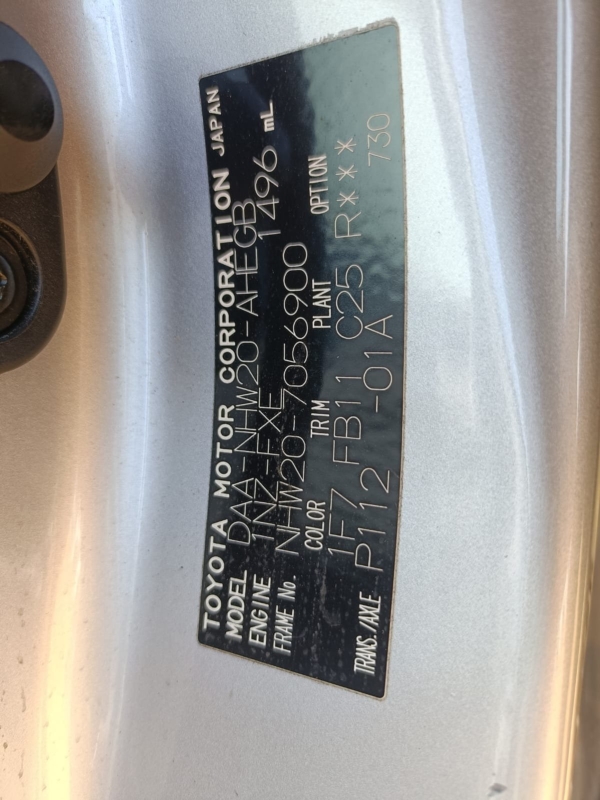 TOYOTA MOTOR CORPORATION JAPAN
MODEL DAA-NHW20-AHEGB
ENGINE 1NZ-FXE 1496 mL
FRAME No. NHW20-7056900
COLOR TRIM PLANT OPTION
1F7 FB11 C25 R***
TRANS./AXLE P112 -01A 730